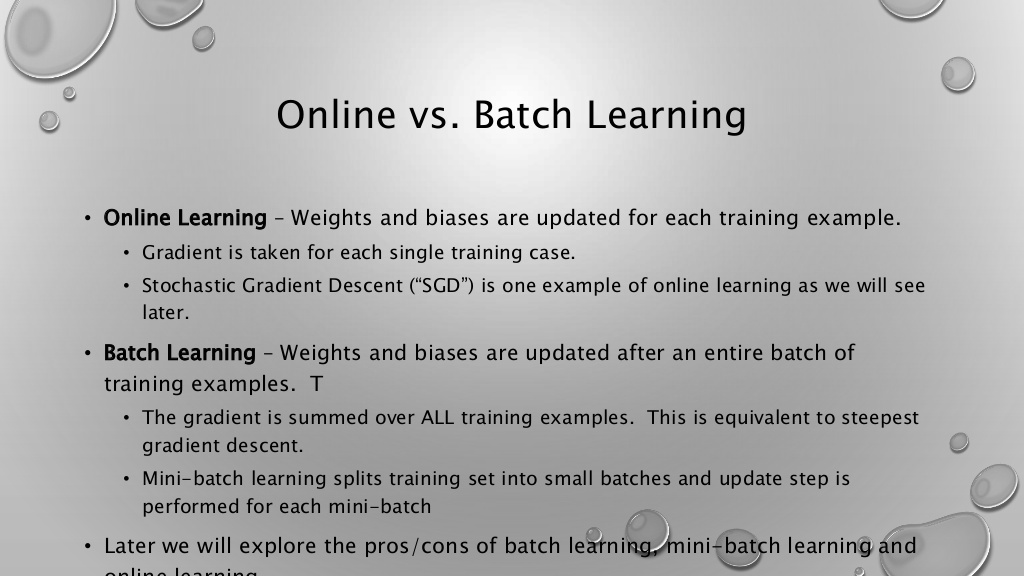 Online vs. Batch Learning
• Online Learning – Weights and biases are updated for each training example.
• Gradient is taken for each single training case.
• Stochastic Gradient Descent (“SGD”) is one example of online learning as we will see
later.
• Batch Learning – Weights and biases are updated after an entire batch of
training examples.  T
• The gradient is summed over ALL training examples.  This is equivalent to steepest
gradient descent.
• Mini-batch learning splits training set into small batches and update step is
performed for each mini-batch
• Later we will explore the pros/cons of batch learning, mini-batch learning and
online learning